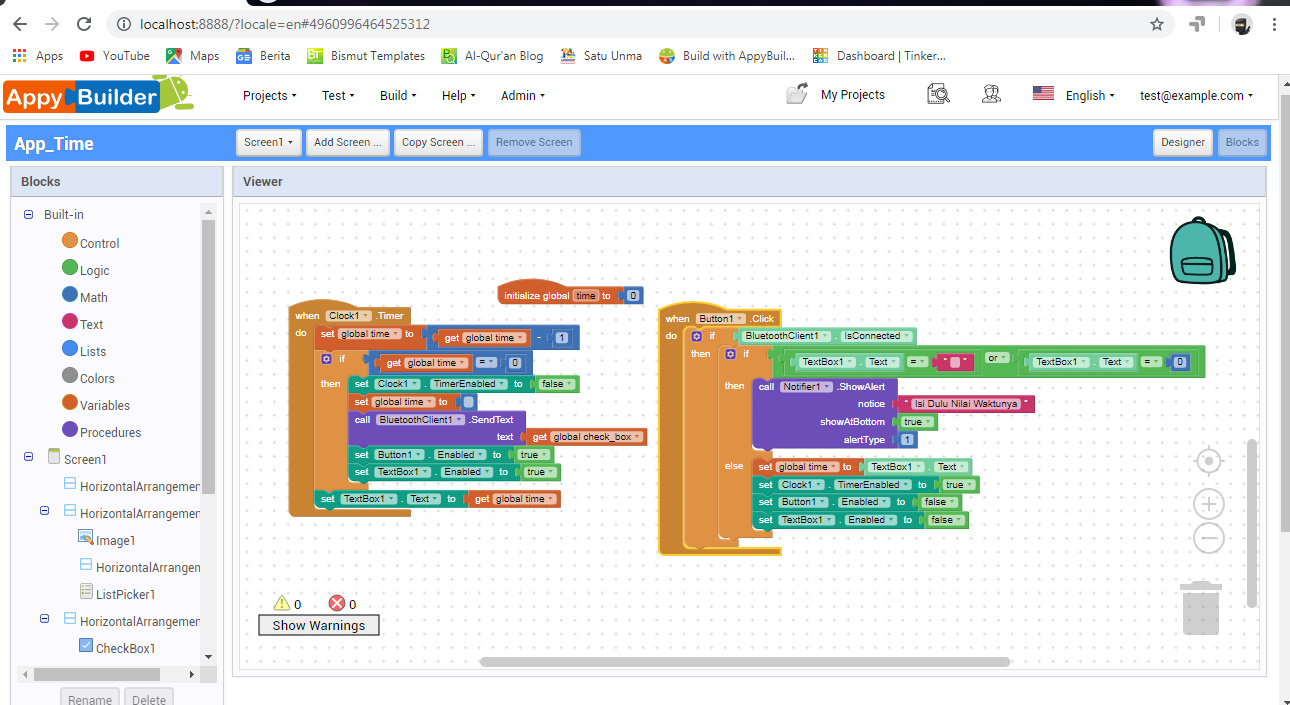 localhost:8888/?locale=en#4960996464525312
Apps YouTube Maps Berita Bismut Templates Al-Qur'an Blog Satu Unma Build with AppyBuil... Dashboard | Tinker...
Appy Builder Projects Test Build Help Admin My Projects English test@example.com
App_Time Screen1 Add Screen ... Copy Screen ... Remove Screen Designer Blocks
Blocks
Viewer
Built-in
Control
Logic
Math
Text
Lists
Colors
Variables
Procedures
Screen1
HorizontalArrangemen
HorizontalArrangemen
Image1
HorizontalArrangen
ListPicker1
HorizontalArrangemen
CheckBox1
Rename Delete
initialize global time to 0
when Clock1 .Timer
do set global time to get global time - 1
if get global time = 0
then set Clock1 . TimerEnabled to false
set global time to
call BluetoothClient1 .SendText
text get global check_box
set Button1 . Enabled to true
set TextBox1 . Enabled to true
set TextBox1 . Text to get global time
when Button1 .Click
do if BluetoothClient1 . IsConnected
then if TextBox1 . Text = " " or TextBox1 . Text = 0
then call Notifier1 .ShowAlert
notice " Isi Dulu Nilai Waktunya "
showAtBottom true
alertType 1
else set global time to TextBox1 . Text
set Clock1 . TimerEnabled to true
set Button1 . Enabled to false
set TextBox1 . Enabled to false
0 0
Show Warnings